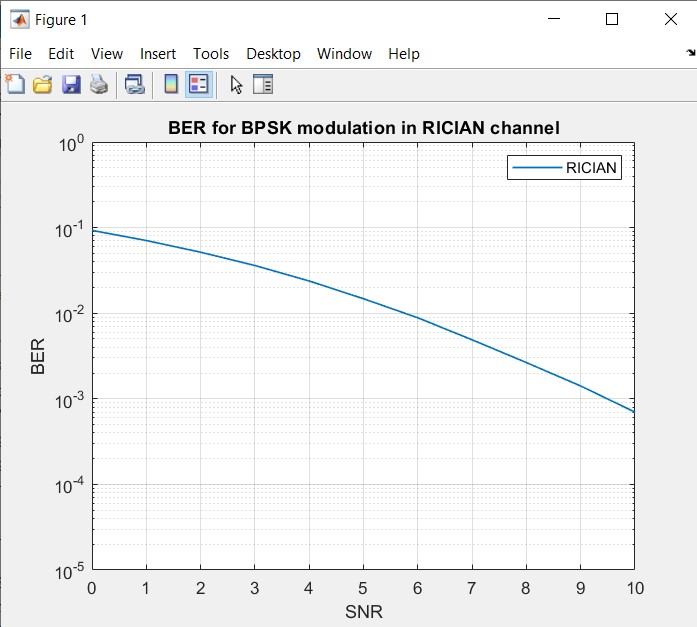 Figure 1
File Edit View Insert Tools Desktop Window Help
BER for BPSK modulation in RICIAN channel
RICIAN
10^0
10^-1
10^-2
10^-3
10^-4
10^-5
BER
0 1 2 3 4 5 6 7 8 9 10
SNR